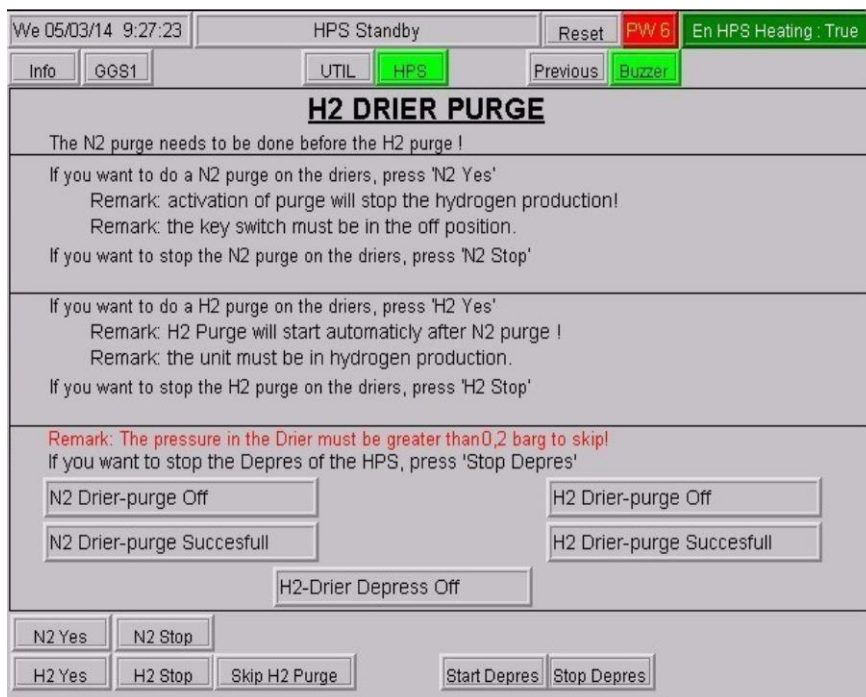 We 05/03/14 9:27:23 HPS Standby Reset PW 6 En HPS Heating : True
Info GGS1 UTIL HPS Previous Buzzer
H2 DRIER PURGE
The N2 purge needs to be done before the H2 purge !
If you want to do a N2 purge on the driers, press 'N2 Yes'
Remark: activation of purge will stop the hydrogen production!
Remark: the key switch must be in the off position.
If you want to stop the N2 purge on the driers, press 'N2 Stop'
If you want to do a H2 purge on the driers, press 'H2 Yes'
Remark: H2 Purge will start automaticly after N2 purge !
Remark: the unit must be in hydrogen production.
If you want to stop the H2 purge on the driers, press 'H2 Stop'
Remark: The pressure in the Drier must be greater than 0,2 barg to skip!
If you want to stop the Depres of the HPS, press 'Stop Depres'
N2 Drier-purge Off H2 Drier-purge Off
N2 Drier-purge Succesfull H2 Drier-purge Succesfull
H2-Drier Depress Off
N2 Yes N2 Stop
H2 Yes H2 Stop Skip H2 Purge Start Depres Stop Depres